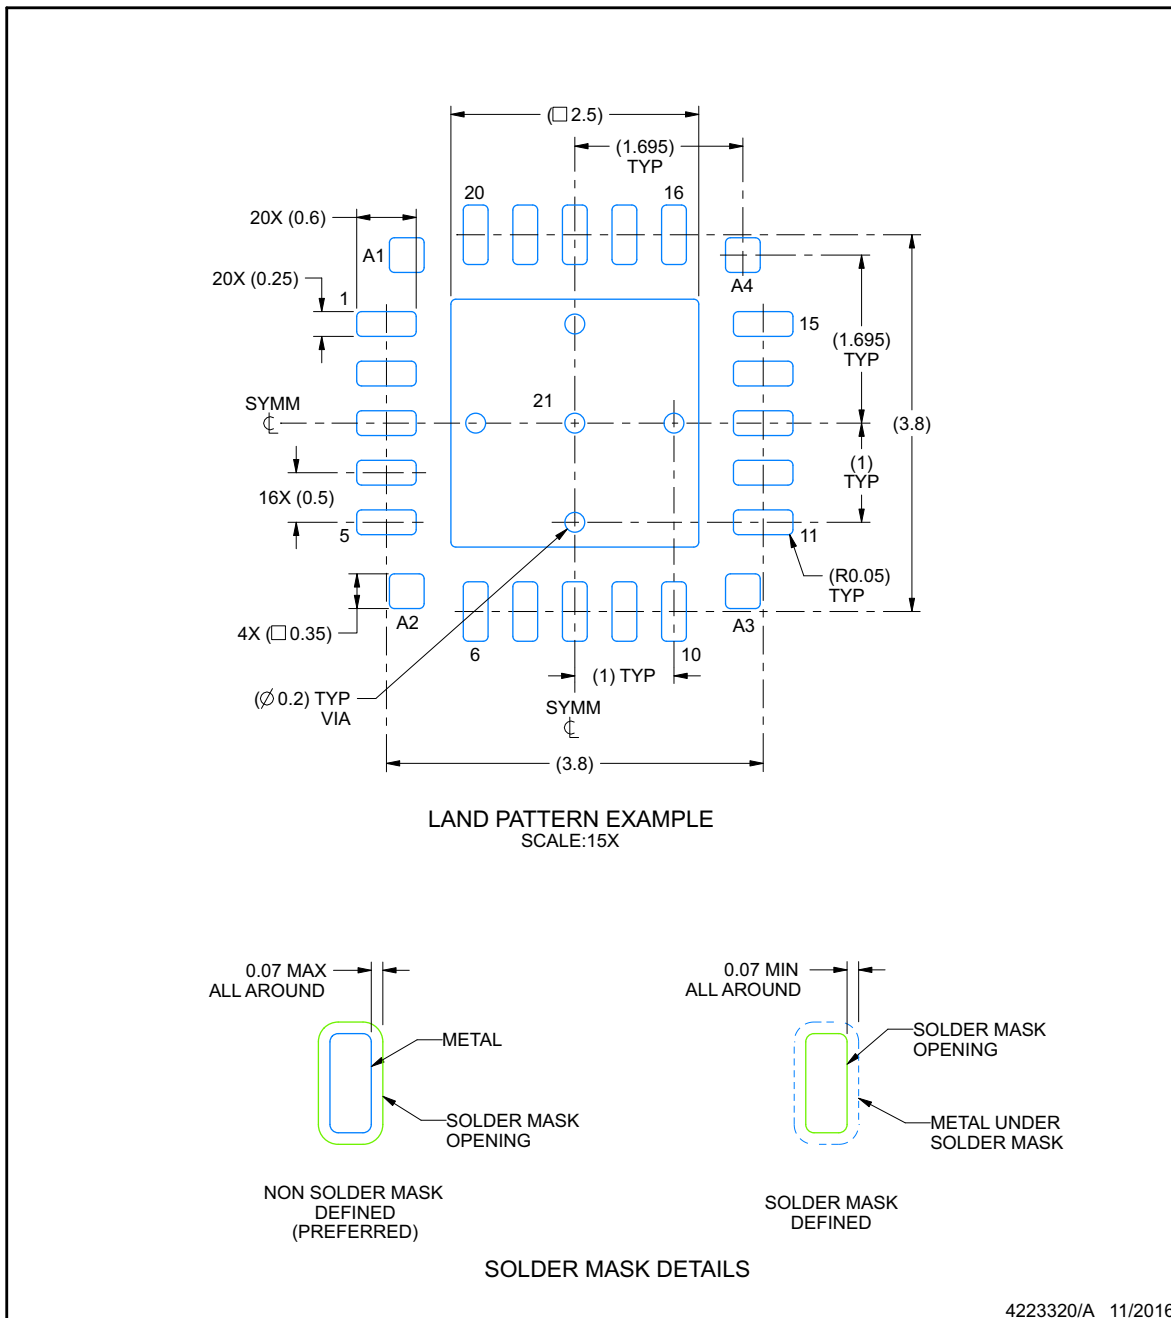 (□ 2.5)
(1.695)
TYP
20
16
20X (0.6)
A1
A4
20X (0.25)
1
15
(1.695)
TYP
SYMM
℄
21
(3.8)
(1)
TYP
16X (0.5)
5
11
(R0.05)
TYP
4X (□ 0.35)
A2
A3
6
10
(1) TYP
(Ø 0.2) TYP
VIA
SYMM
℄
(3.8)
LAND PATTERN EXAMPLE
SCALE:15X
0.07 MAX
ALL AROUND
METAL
SOLDER MASK
OPENING
NON SOLDER MASK
DEFINED
(PREFERRED)
0.07 MIN
ALL AROUND
SOLDER MASK
OPENING
METAL UNDER
SOLDER MASK
SOLDER MASK
DEFINED
SOLDER MASK DETAILS
4223320/A 11/2016